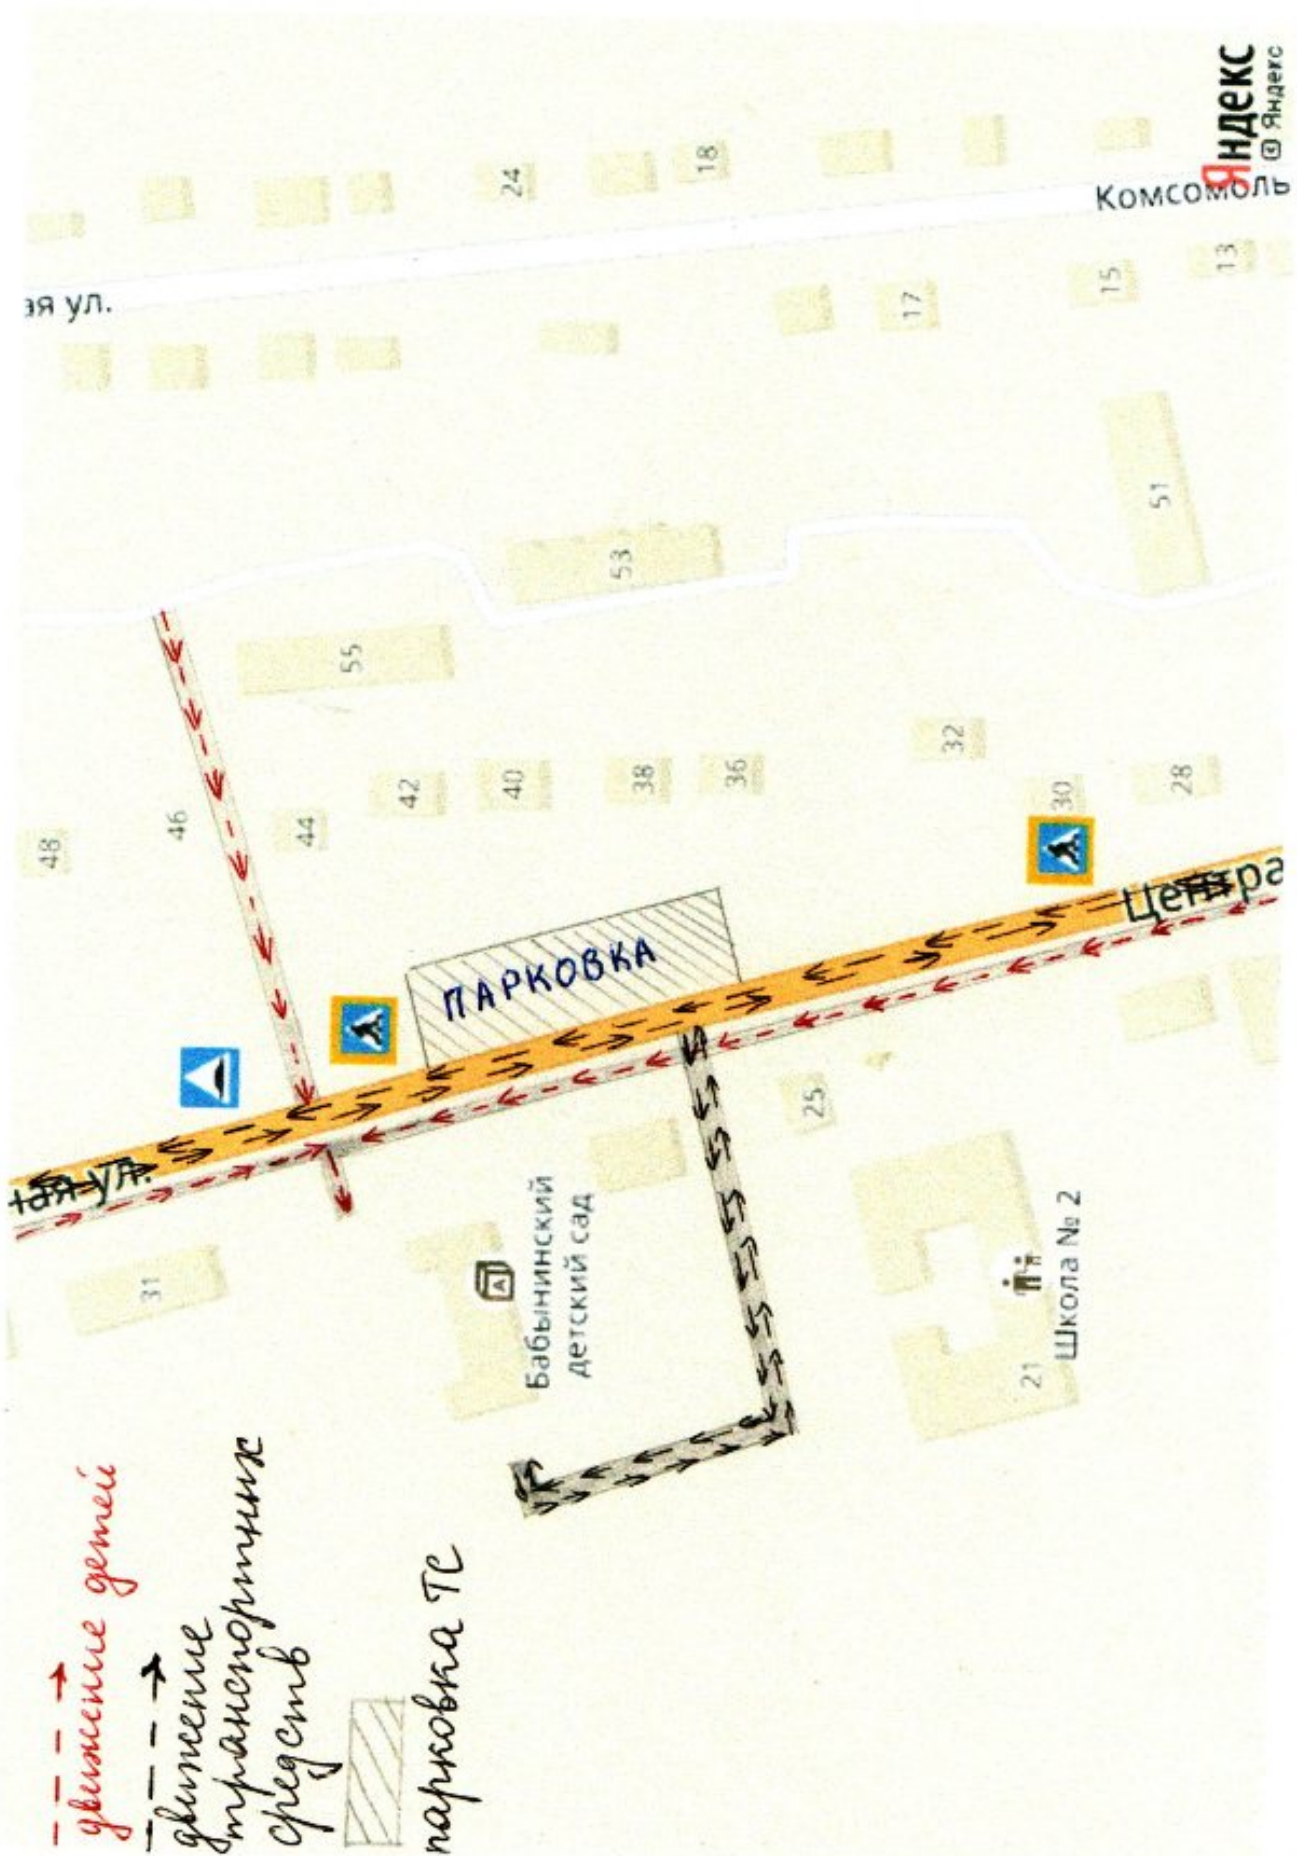 Яндекс
© Яндекс
Комсомоль
ая ул.
24
18
17
15
13
51
53
55
48
46
44
42
40
38
36
32
30
28
Центра
ПАРКОВКА
ная ул.
31
25
Бабынинский
детский сад
Школа № 2
21
движение детей
движение
транспортных
средств
парковка ТС